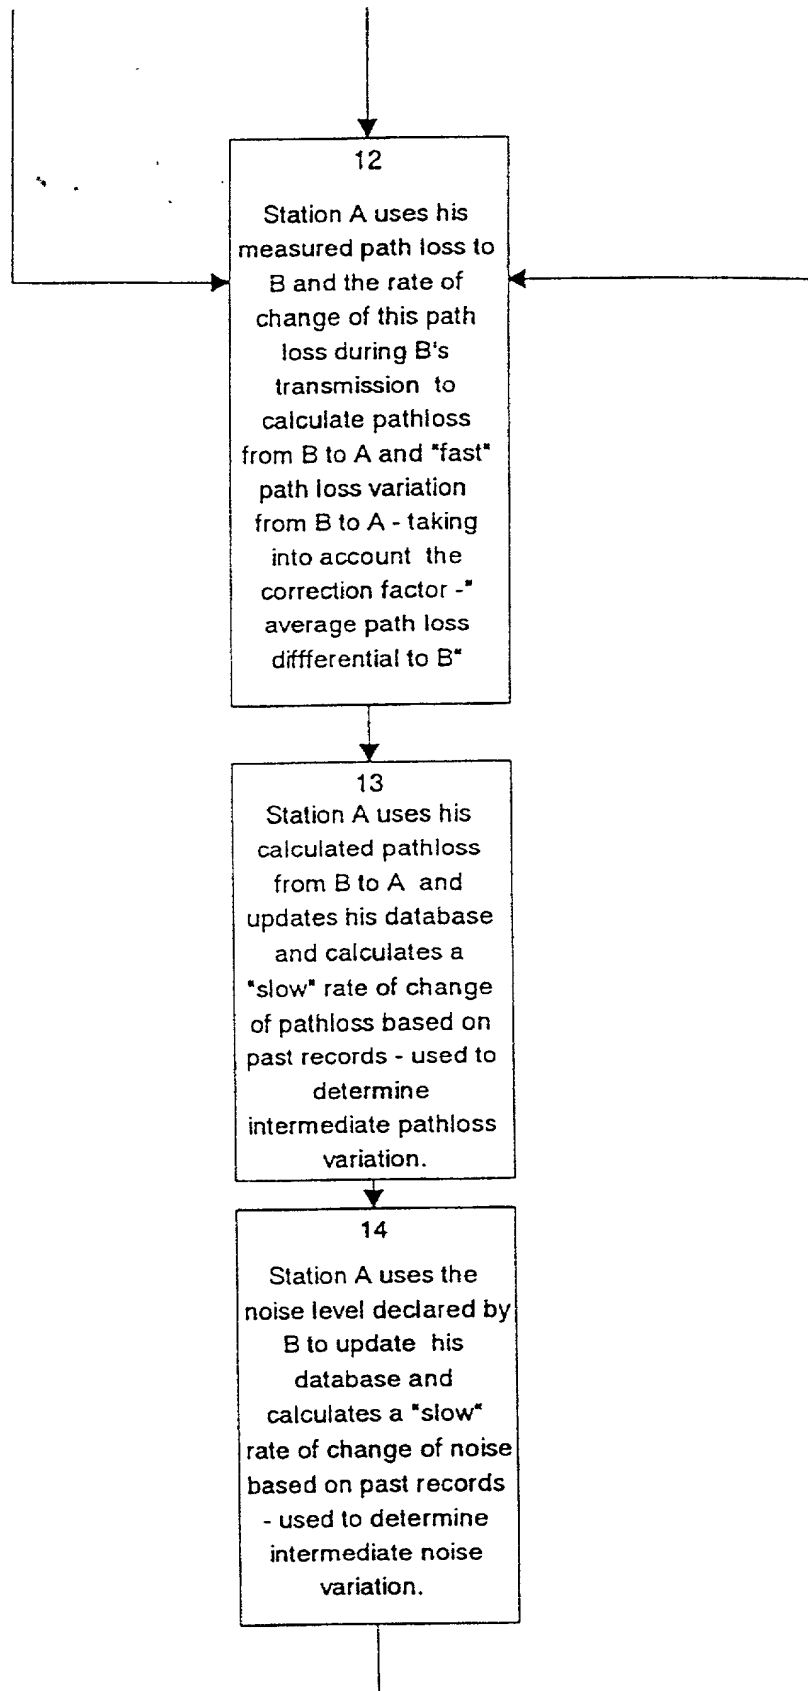 12
Station A uses his
measured path loss to
B and the rate of
change of this path
loss during B's
transmission to
calculate pathloss
from B to A and "fast"
path loss variation
from B to A - taking
into account the
correction factor -"
average path loss
diffferential to B"
13
Station A uses his
calculated pathloss
from B to A and
updates his database
and calculates a
"slow" rate of change
of pathloss based on
past records - used to
determine
intermediate pathloss
variation.
14
Station A uses the
noise level declared by
B to update his
database and
calculates a "slow"
rate of change of noise
based on past records
- used to determine
intermediate noise
variation.